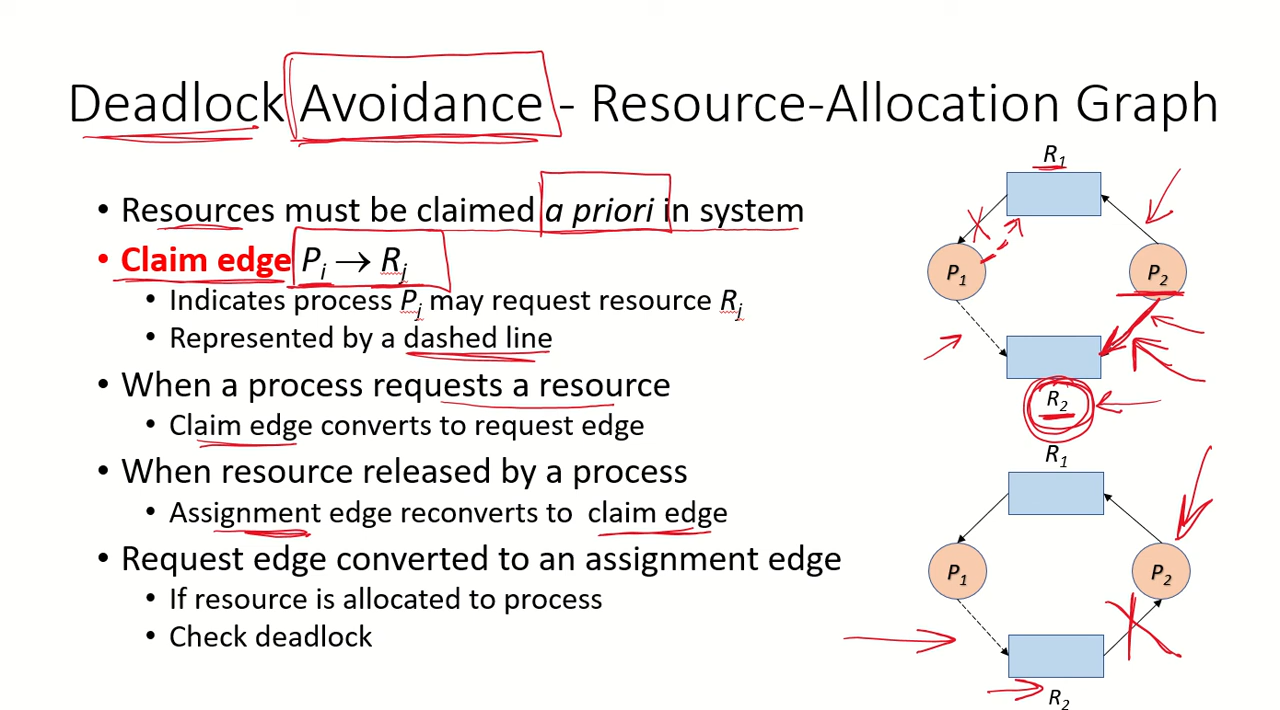 Deadlock Avoidance - Resource-Allocation Graph
• Resources must be claimed a priori in system
• Claim edge Pi → Rj
• Indicates process Pj may request resource Rj
• Represented by a dashed line
• When a process requests a resource
• Claim edge converts to request edge
• When resource released by a process
• Assignment edge reconverts to claim edge
• Request edge converted to an assignment edge
• If resource is allocated to process
• Check deadlock
R1
P1
P2
R2
R1
P1
P2
R2